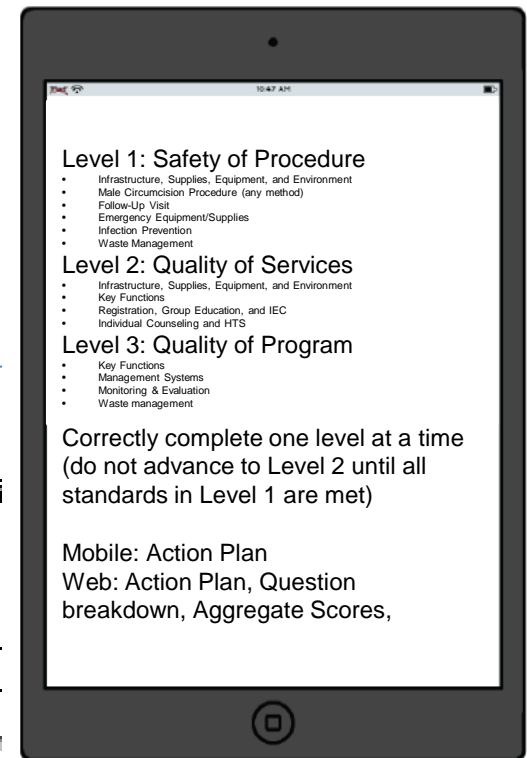 10:47 AM
Level 1: Safety of Procedure
• Infrastructure, Supplies, Equipment, and Environment
• Male Circumcision Procedure (any method)
• Follow-Up Visit
• Emergency Equipment/Supplies
• Infection Prevention
• Waste Management
Level 2: Quality of Services
• Infrastructure, Supplies, Equipment, and Environment
• Key Functions
• Registration, Group Education, and IEC
• Individual Counseling and HTS
Level 3: Quality of Program
• Key Functions
• Management Systems
• Monitoring & Evaluation
• Waste management
Correctly complete one level at a time
(do not advance to Level 2 until all
standards in Level 1 are met)
Mobile: Action Plan
Web: Action Plan, Question
breakdown, Aggregate Scores,